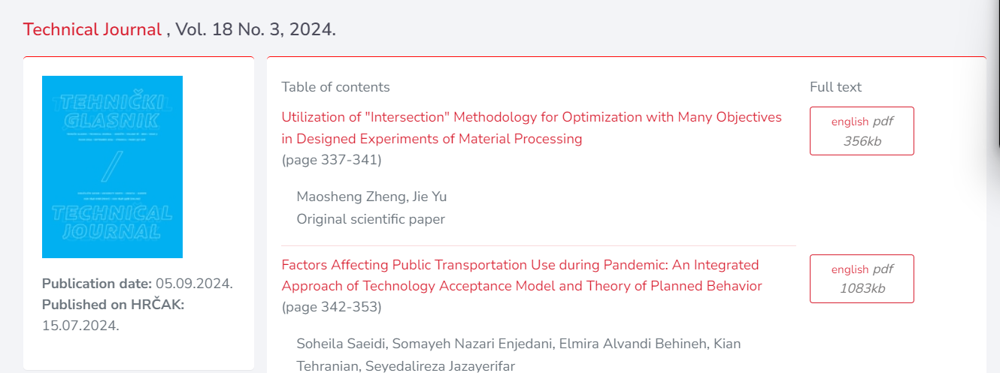 Technical Journal , Vol. 18 No. 3, 2024.
TEHNIČKI
GLASNIK
/
TECHNICAL
JOURNAL
Publication date: 05.09.2024.
Published on HRČAK:
15.07.2024.
Table of contents
Full text
Utilization of "Intersection" Methodology for Optimization with Many Objectives
in Designed Experiments of Material Processing
(page 337-341)
english pdf
356kb
Maosheng Zheng, Jie Yu
Original scientific paper
Factors Affecting Public Transportation Use during Pandemic: An Integrated
Approach of Technology Acceptance Model and Theory of Planned Behavior
(page 342-353)
english pdf
1083kb
Soheila Saeidi, Somayeh Nazari Enjedani, Elmira Alvandi Behineh, Kian
Tehranian, Seyedalireza Jazayerifar